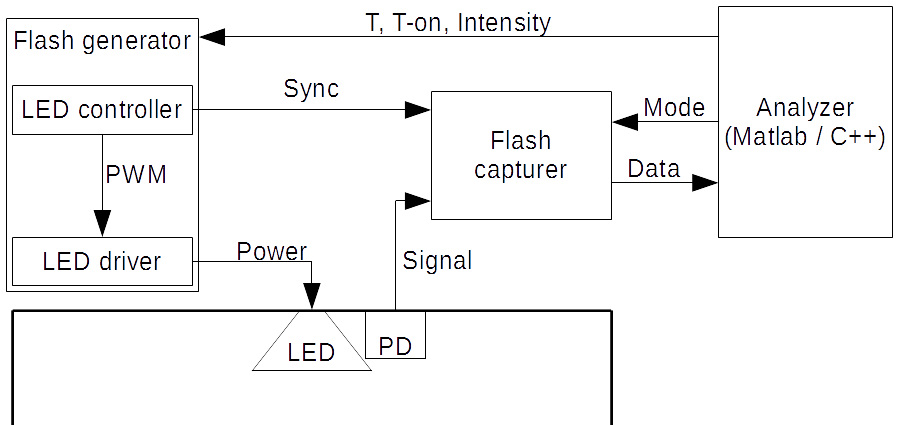 T, T-on, Intensity
Flash generator
LED controller
Sync
Mode
Analyzer
(Matlab / C++)
Flash
capturer
PWM
Data
LED driver
Power
Signal
LED
PD